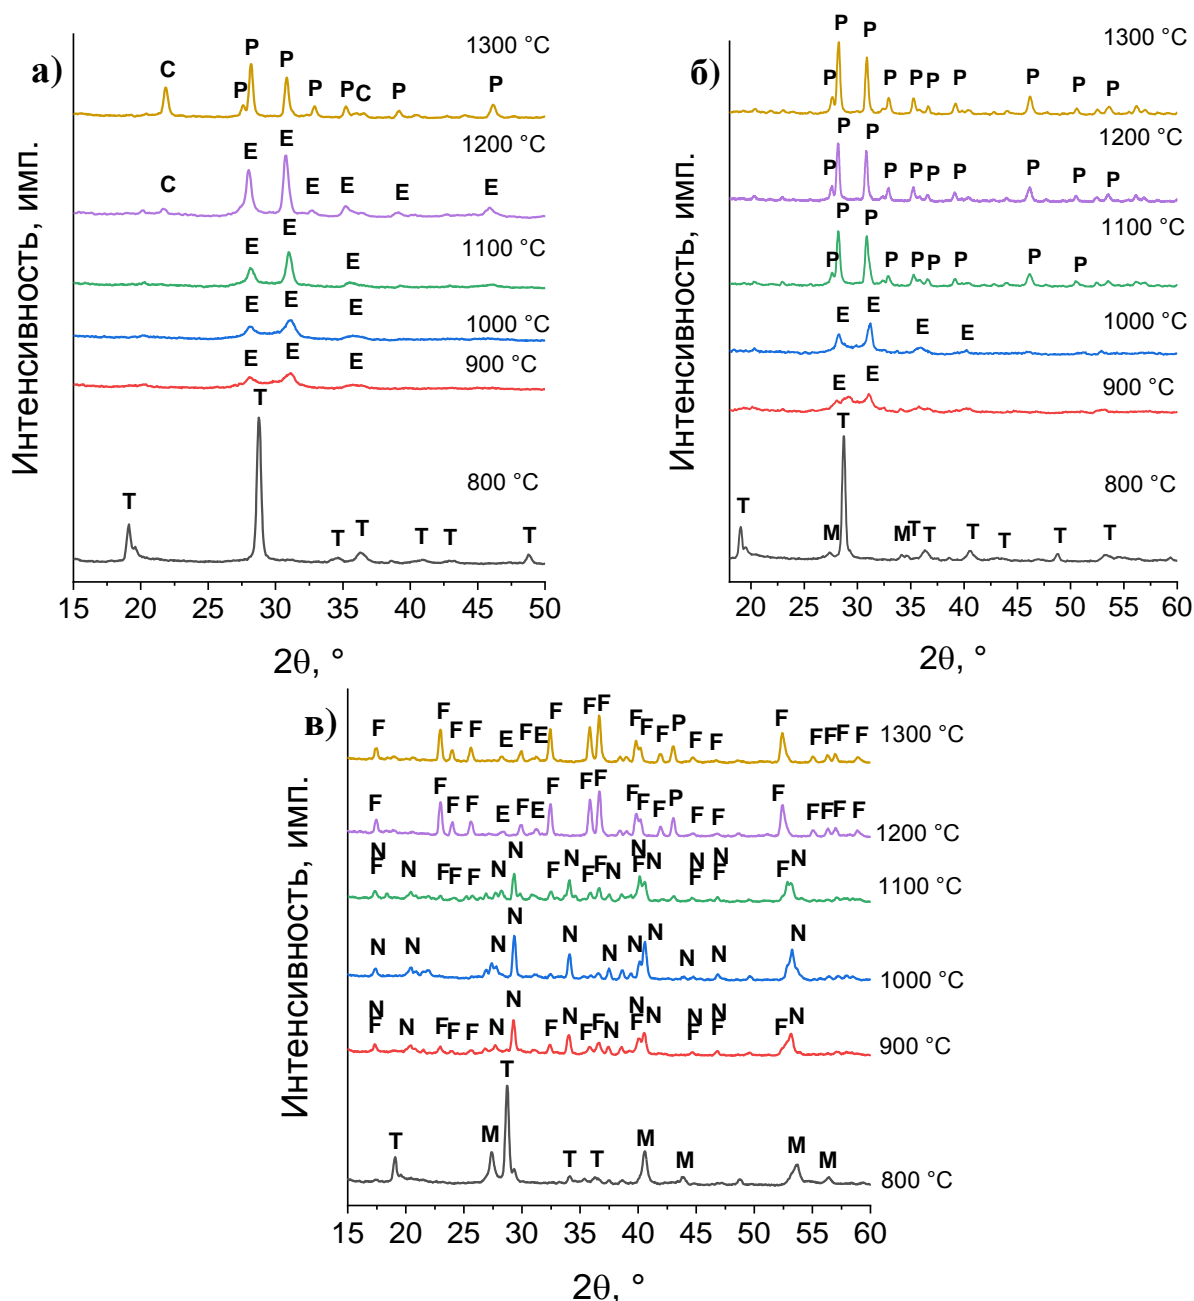 а)
C P P P P P C P P 1300 °C
C E E E E E E 1200 °C
E E E 1100 °C
E E E 1000 °C
E E E 900 °C
T T T T T T T 800 °C
15 20 25 30 35 40 45 50
2θ, °
Интенсивность, имп.
б)
P P P P P P P P P P 1300 °C
P P P P P P P P P P 1200 °C
P P P P P P P P P 1100 °C
E E E E 1000 °C
E E 900 °C
T M T M T T T T T T 800 °C
20 25 30 35 40 45 50 55 60
2θ, °
Интенсивность, имп.
в)
F F F F E F E F F F F F F P F F F F F F F 1300 °C
F F F F E F E F F F F F F P F F F F F F F 1200 °C
N F N F F F N N F N F F N N F N N F N F F N 1100 °C
N N N N N N N N N N N N 1000 °C
N F N F F F N N F N F F N N F N N F N F F N 900 °C
T M T T T M M M M 800 °C
15 20 25 30 35 40 45 50 55 60
2θ, °
Интенсивность, имп.